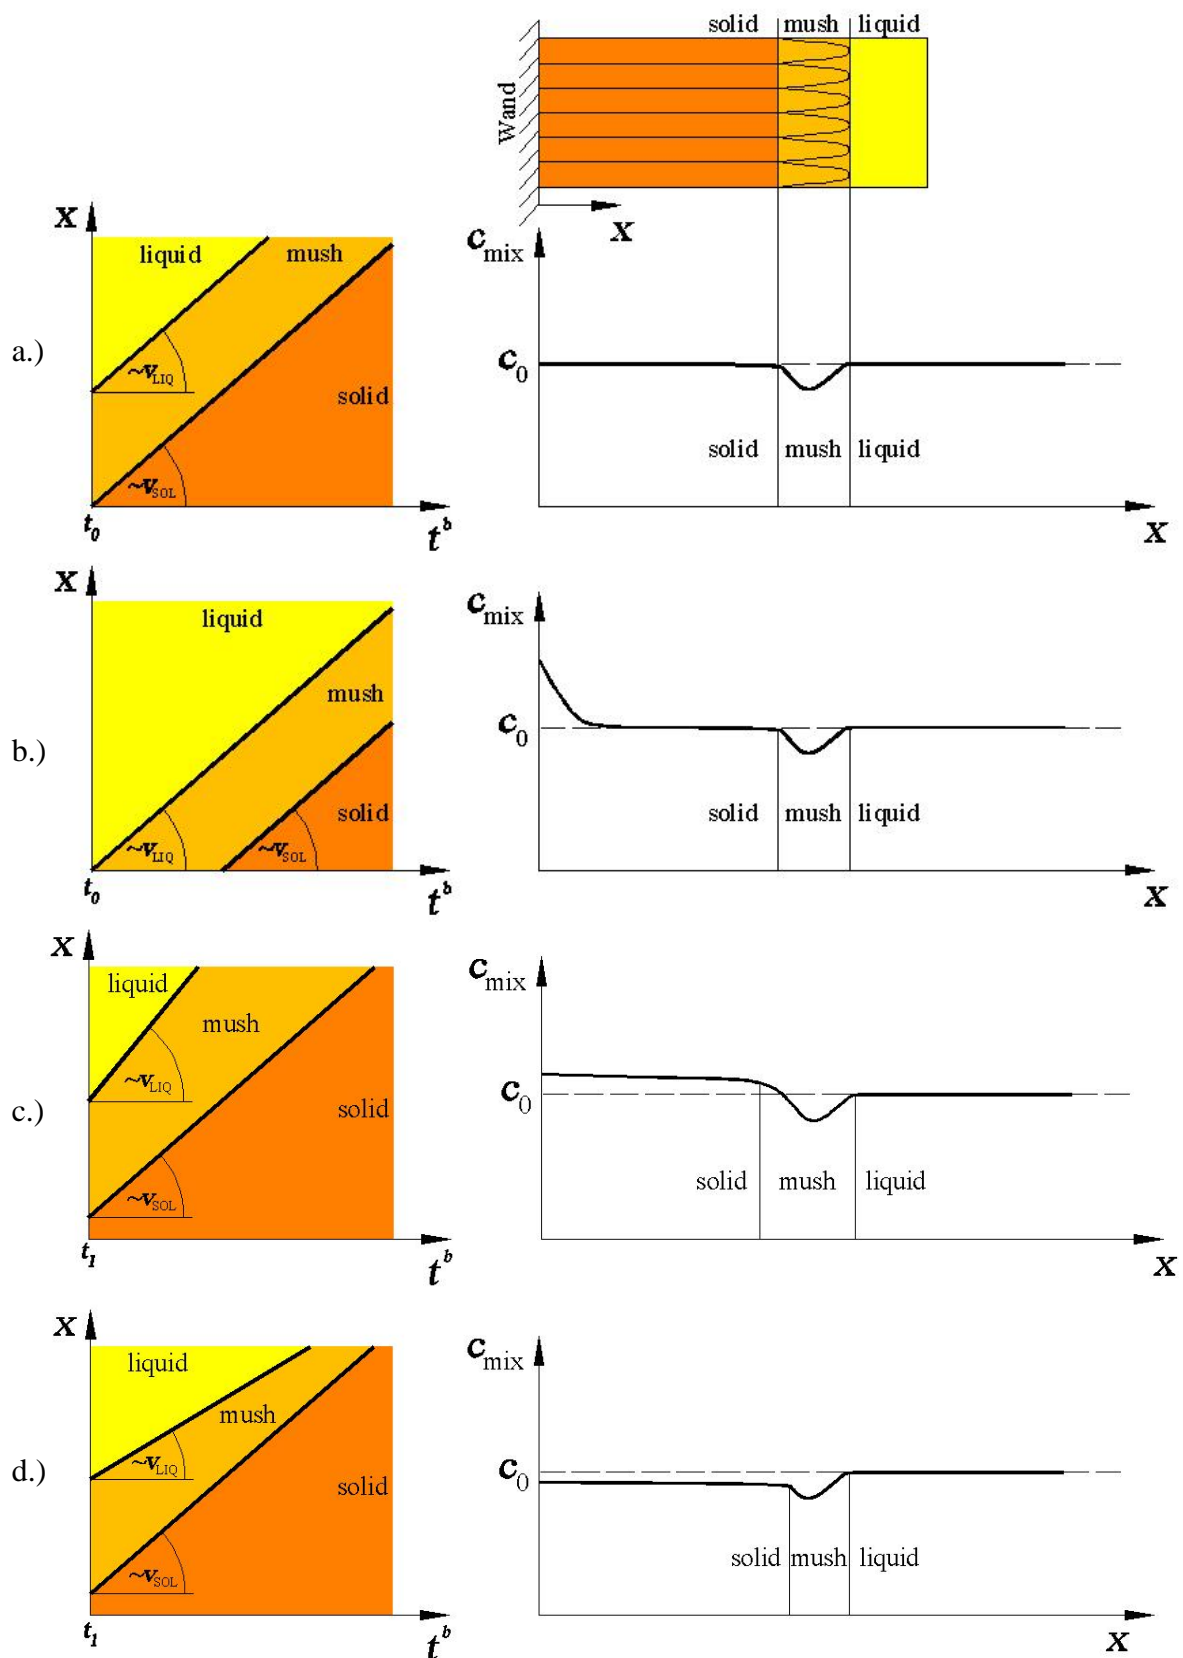 solid mush liquid
Wand
x
a.)
x
liquid
mush
~v_LIQ
solid
~v_SOL
t_0
t^b
c_mix
c_0
solid mush liquid
x
b.)
x
liquid
mush
solid
~v_LIQ
~v_SOL
t_0
t^b
c_mix
c_0
solid mush liquid
x
c.)
x
liquid
mush
~v_LIQ
solid
~v_SOL
t_1
t^b
c_mix
c_0
solid mush liquid
x
d.)
x
liquid
mush
~v_LIQ
solid
~v_SOL
t_1
t^b
c_mix
c_0
solid mush liquid
x